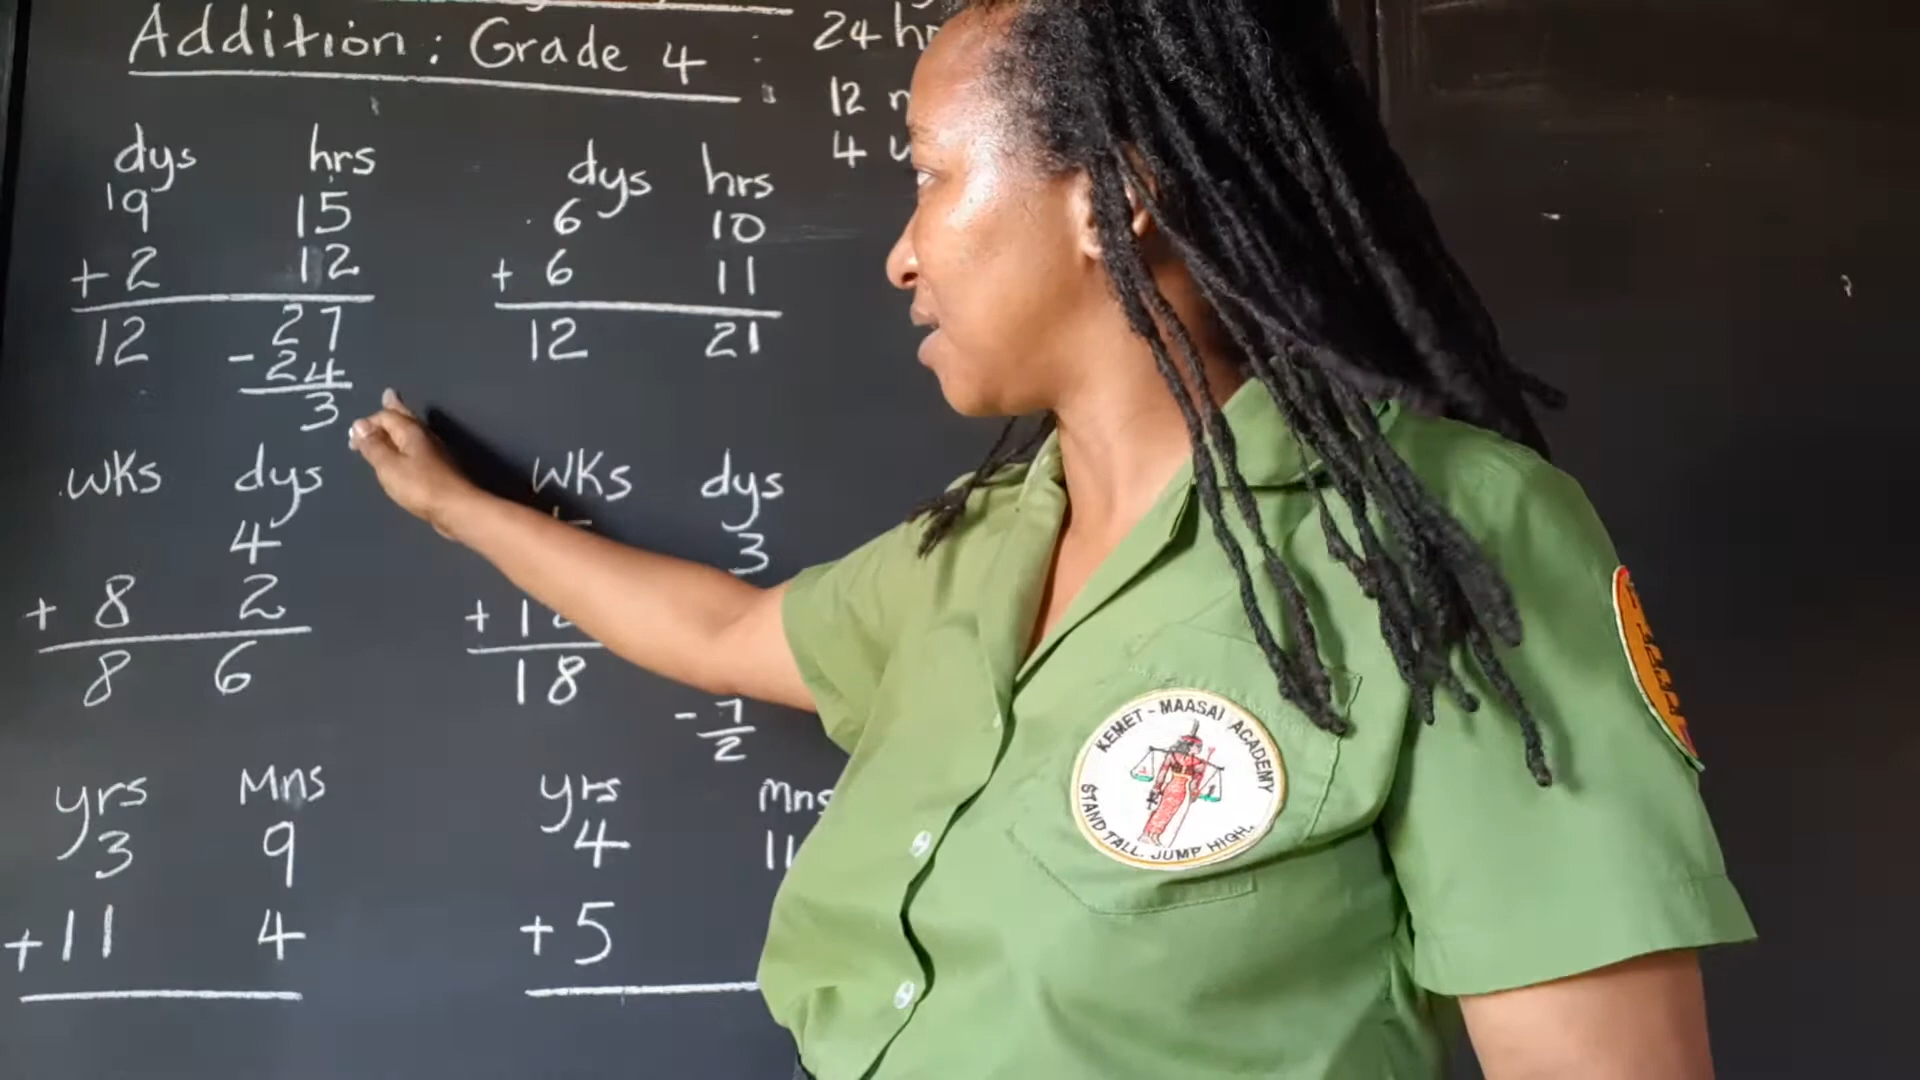 Addition: Grade 4 :
24 hr
12 m
4 w
dys hrs
19 15
+ 2 12
12 27
- 24
3
dys hrs
6 10
+ 6 11
12 21
wks dys
4
+ 8 2
8 6
wks dys
3
+ 1
18
- 7
2
yrs Mns
3 9
+ 11 4
yrs Mns
4 11
+ 5
KEMET-MAASAI ACADEMY
STAND TALL. JUMP HIGH.